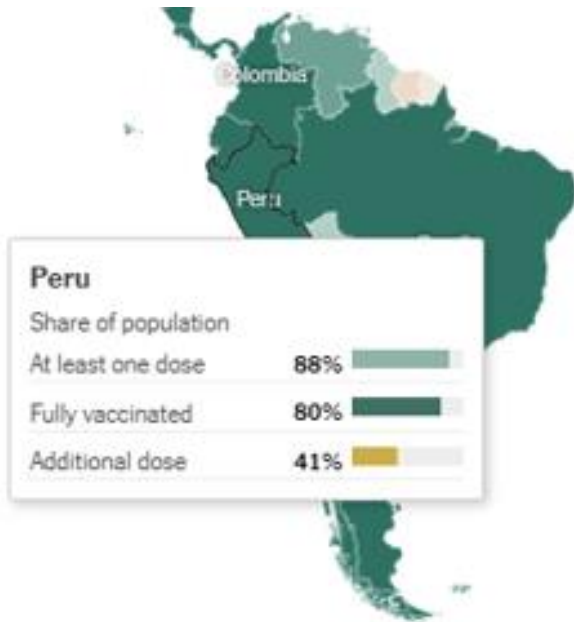 Colombia
Peru
Peru
Share of population
At least one dose 88%
Fully vaccinated 80%
Additional dose 41%